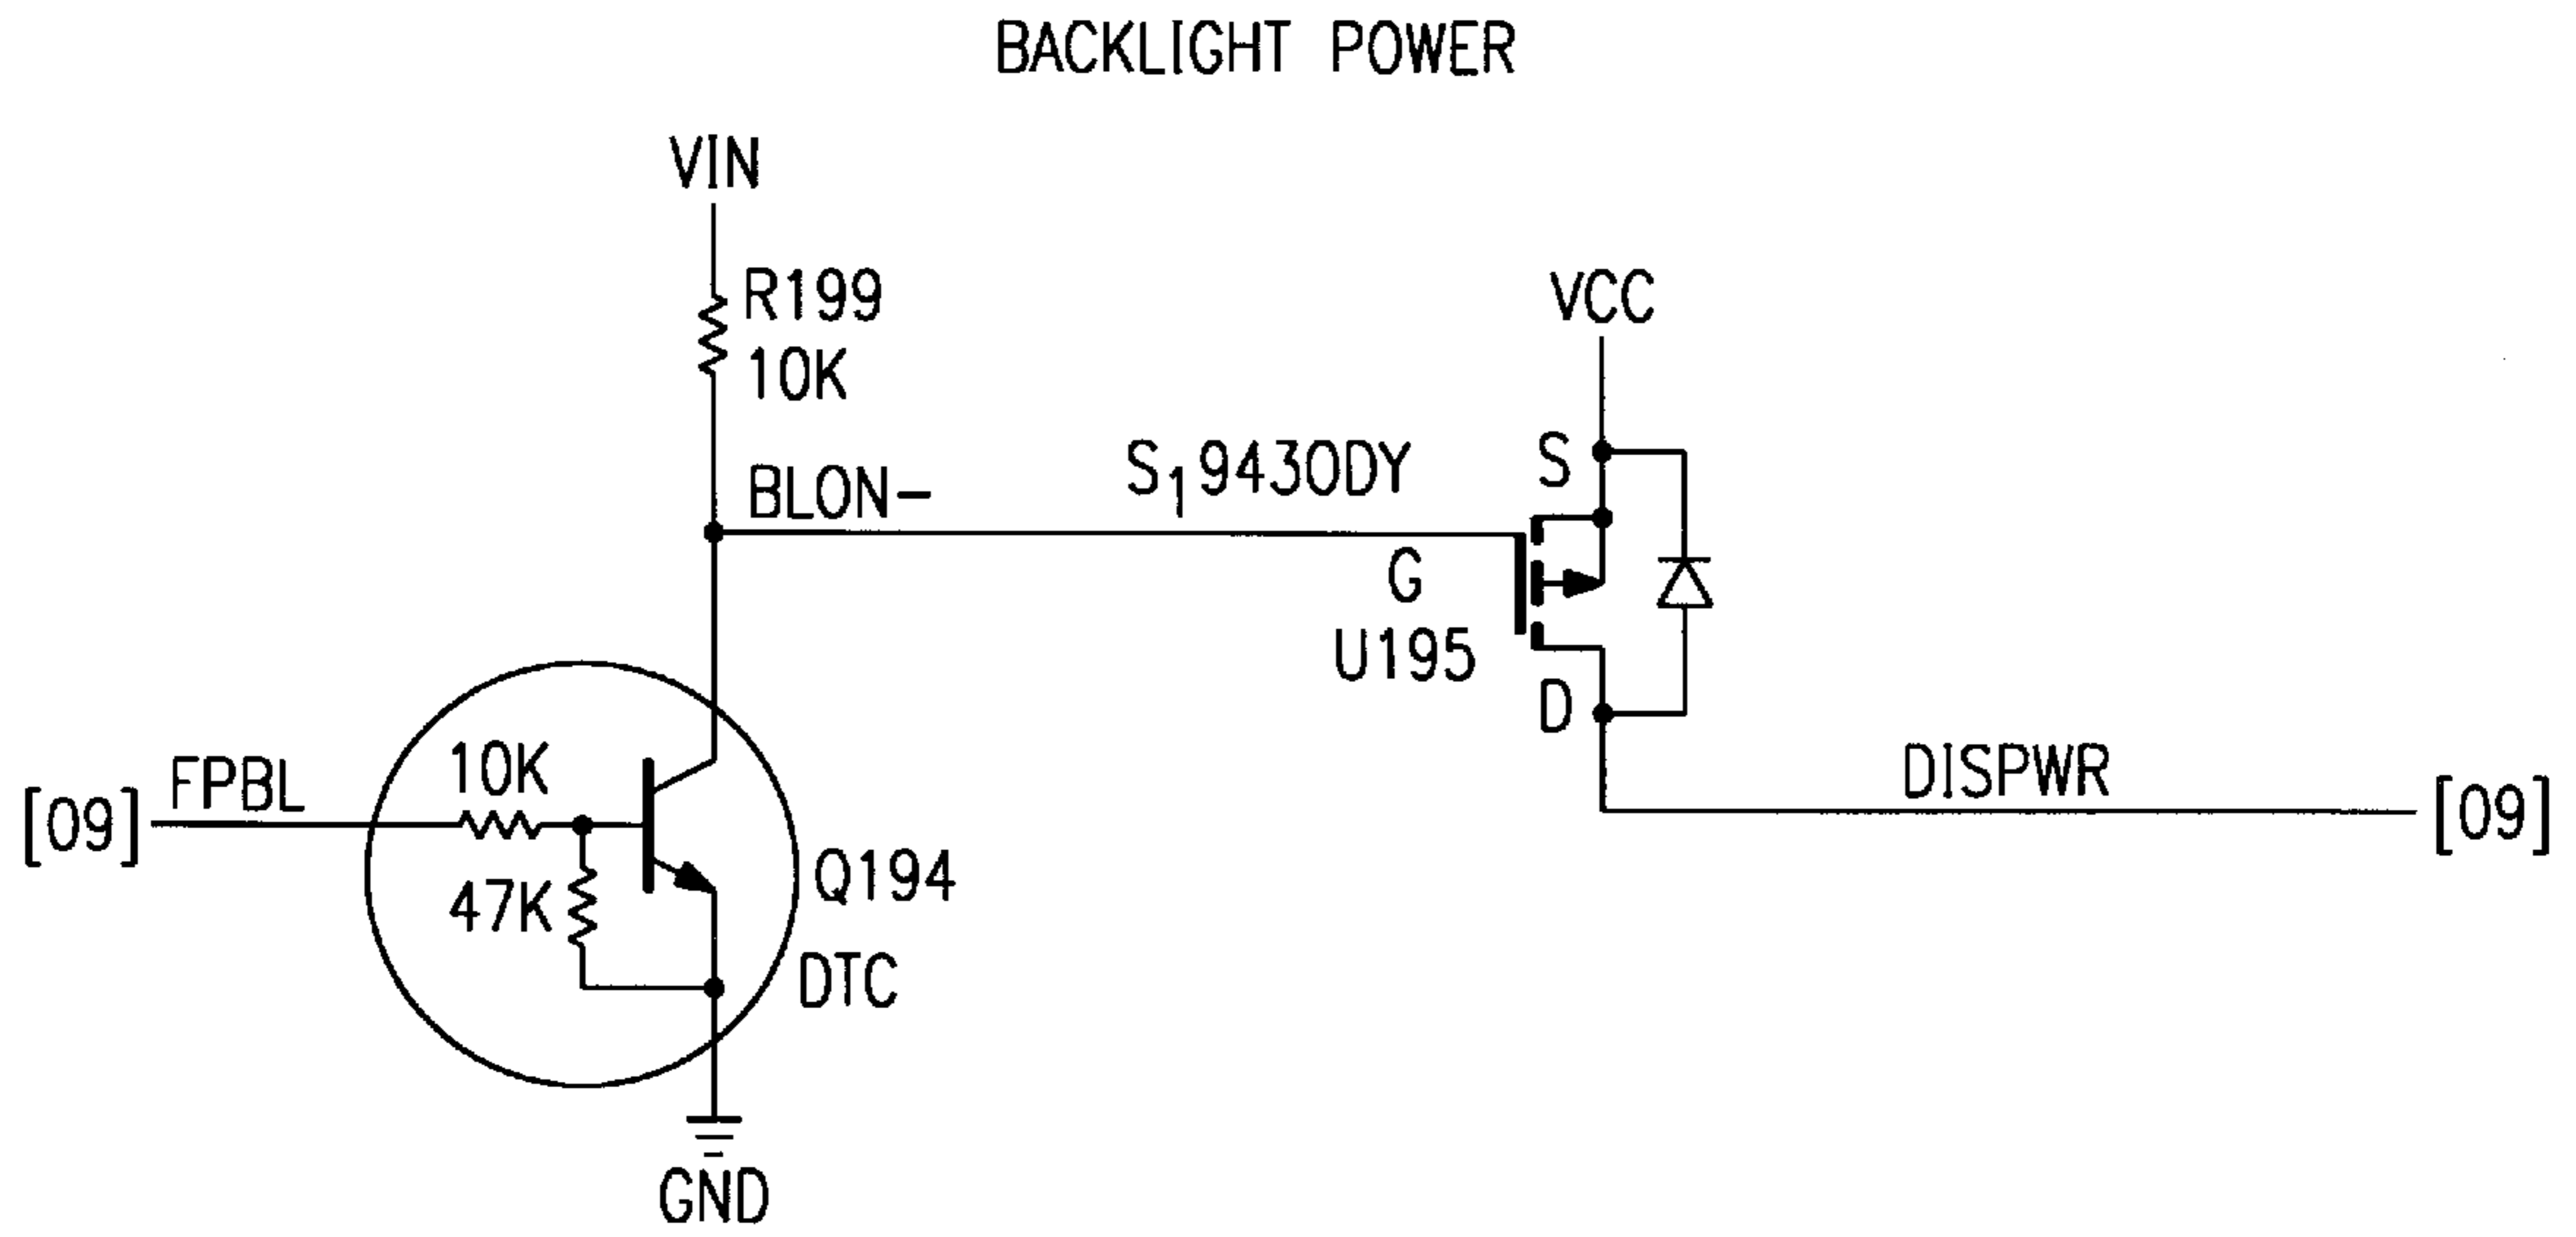 BACKLIGHT POWER
VIN
R199
10K
VCC
BLON-
S19430DY
S
G
U195
D
[09]
FPBL
10K
47K
Q194
DTC
DISPWR
[09]
GND